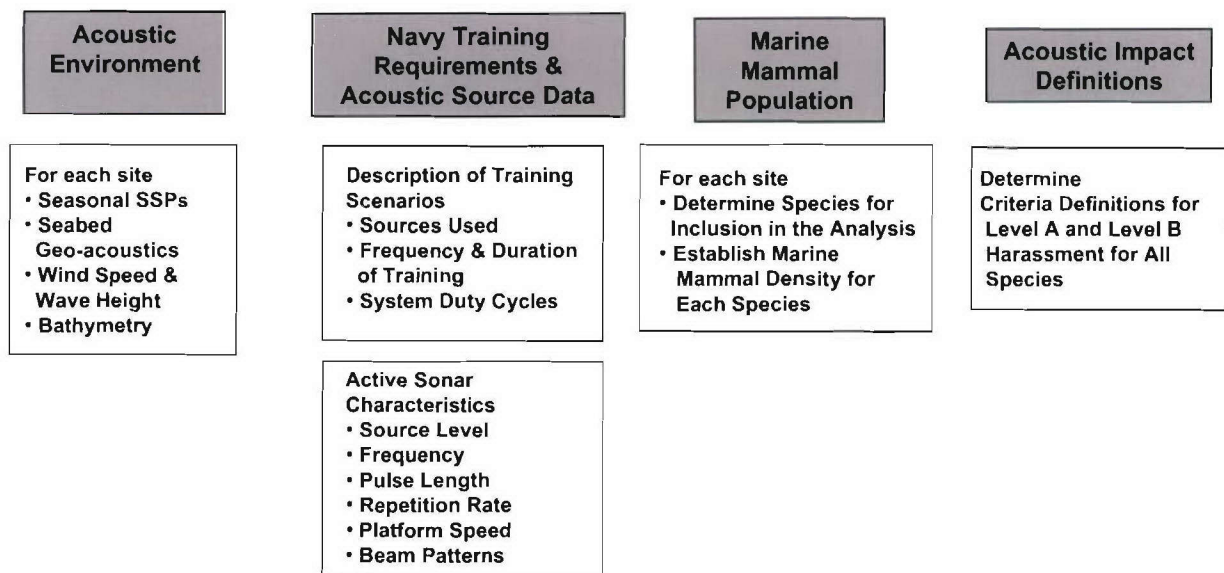 Acoustic
Environment
Navy Training
Requirements &
Acoustic Source Data
Marine
Mammal
Population
Acoustic Impact
Definitions
For each site
• Seasonal SSPs
• Seabed
Geo-acoustics
• Wind Speed &
Wave Height
• Bathymetry
Description of Training
Scenarios
• Sources Used
• Frequency & Duration
of Training
• System Duty Cycles
Active Sonar
Characteristics
• Source Level
• Frequency
• Pulse Length
• Repetition Rate
• Platform Speed
• Beam Patterns
For each site
• Determine Species for
Inclusion in the Analysis
• Establish Marine
Mammal Density for
Each Species
Determine
Criteria Definitions for
Level A and Level B
Harassment for All
Species